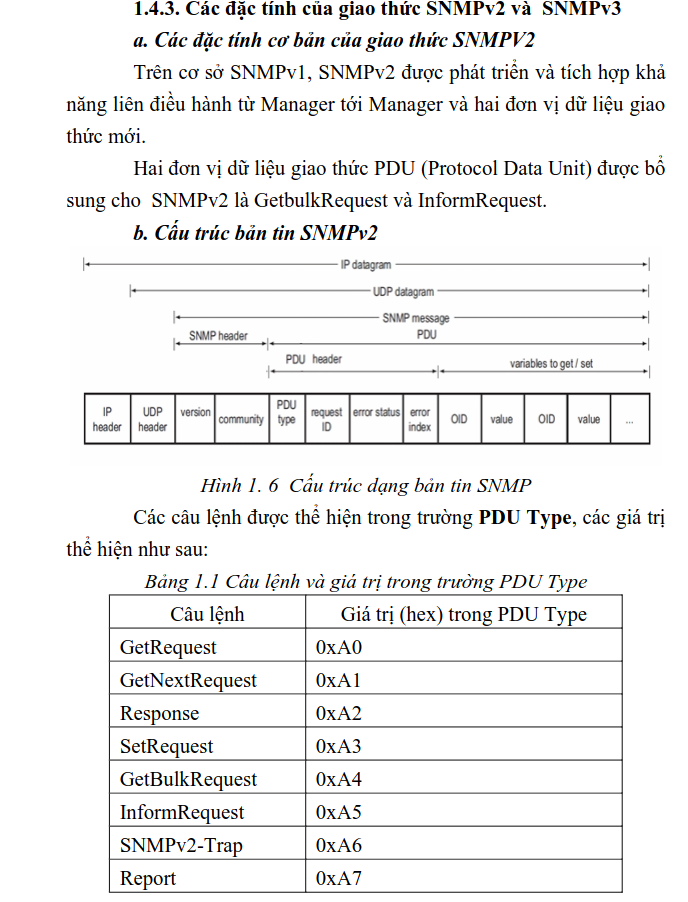 1.4.3. Các đặc tính của giao thức SNMPv2 và SNMPv3
a. Các đặc tính cơ bản của giao thức SNMPV2
Trên cơ sở SNMPv1, SNMPv2 được phát triển và tích hợp khả
năng liên điều hành từ Manager tới Manager và hai đơn vị dữ liệu giao
thức mới.
Hai đơn vị dữ liệu giao thức PDU (Protocol Data Unit) được bổ
sung cho SNMPv2 là GetbulkRequest và InformRequest.
b. Cấu trúc bản tin SNMPv2
IP datagram
UDP datagram
SNMP message
SNMP header PDU
PDU header variables to get / set
IP header UDP header version community PDU type request ID error status error index OID value OID value ...
Hình 1. 6 Cấu trúc dạng bản tin SNMP
Các câu lệnh được thể hiện trong trường PDU Type, các giá trị
thể hiện như sau:
Bảng 1.1 Câu lệnh và giá trị trong trường PDU Type
Câu lệnh Giá trị (hex) trong PDU Type
GetRequest 0xA0
GetNextRequest 0xA1
Response 0xA2
SetRequest 0xA3
GetBulkRequest 0xA4
InformRequest 0xA5
SNMPv2-Trap 0xA6
Report 0xA7